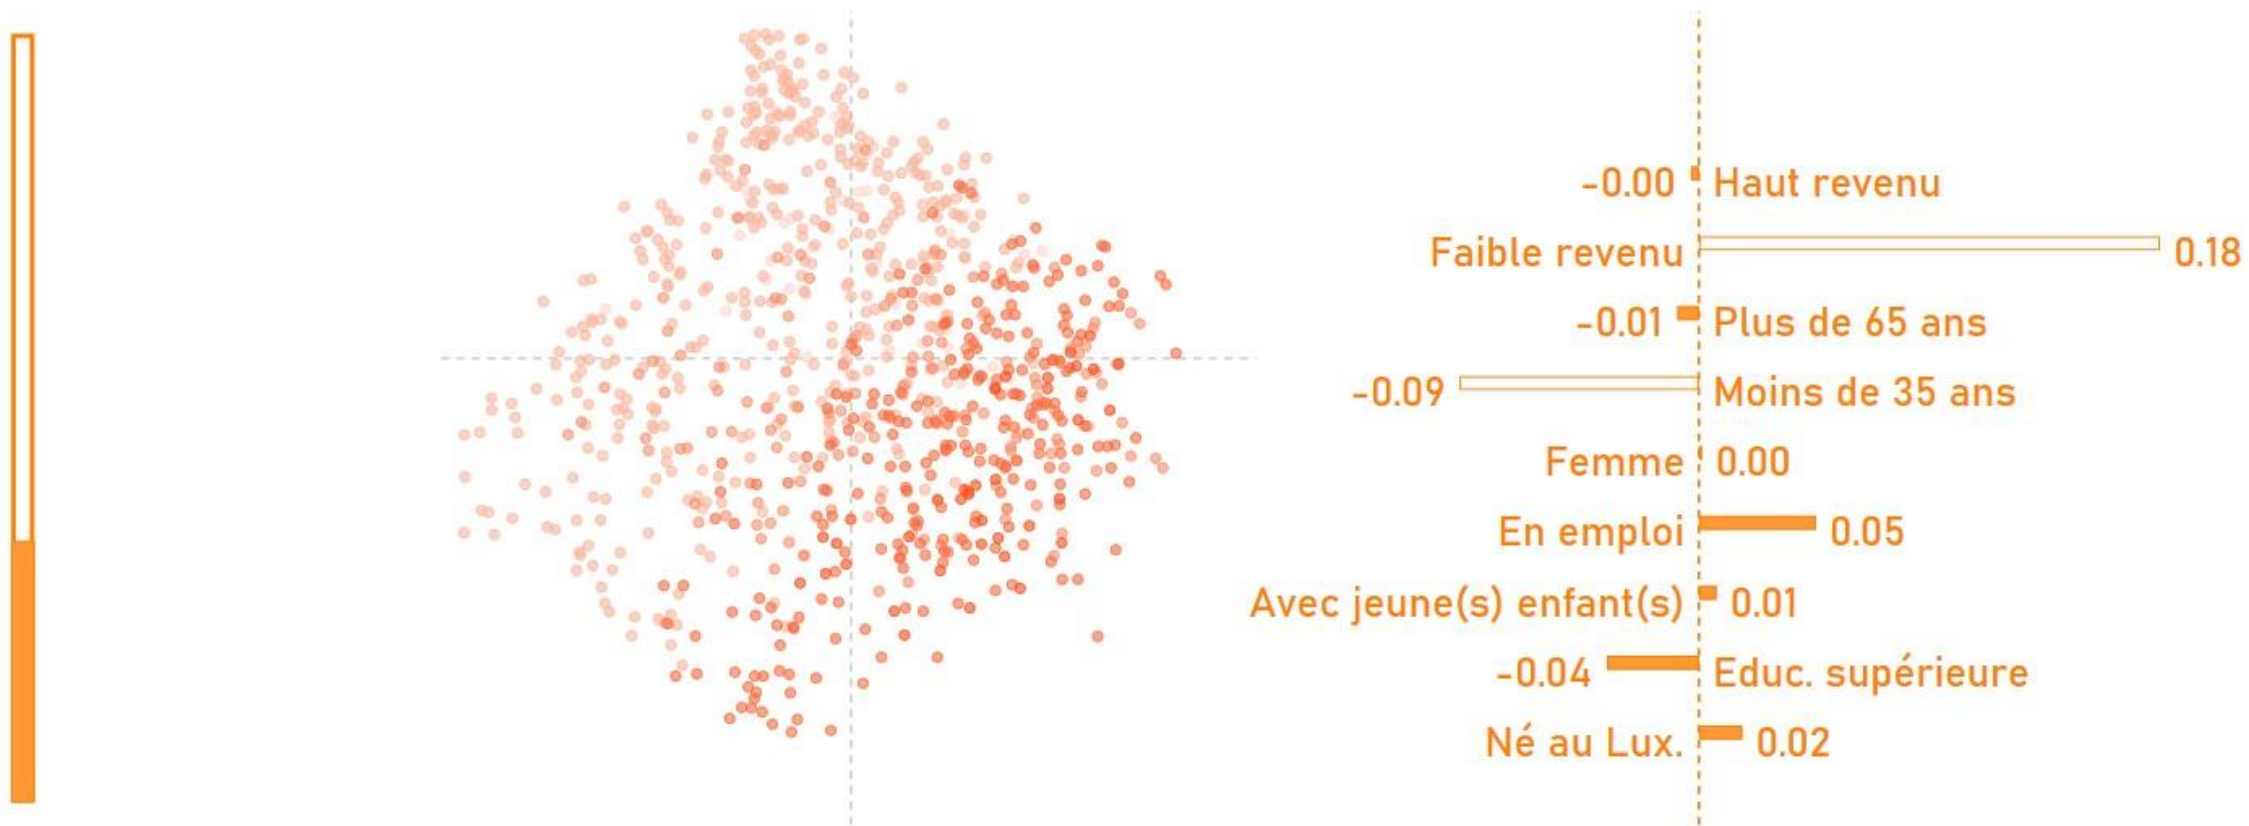 -0.00 Haut revenu
Faible revenu 0.18
-0.01 Plus de 65 ans
-0.09 Moins de 35 ans
Femme 0.00
En emploi 0.05
Avec jeune(s) enfant(s) 0.01
-0.04 Educ. supérieure
Né au Lux. 0.02